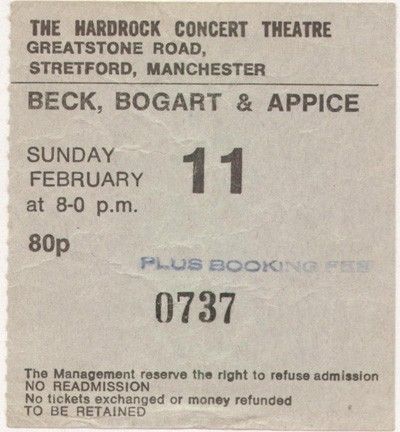 THE HARDROCK CONCERT THEATRE
GREATSTONE ROAD,
STRETFORD, MANCHESTER
BECK, BOGART & APPICE
SUNDAY
FEBRUARY 11
at 8-0 p.m.
80p
PLUS BOOKING FEE
0737
The Management reserve the right to refuse admission
NO READMISSION
No tickets exchanged or money refunded
TO BE RETAINED